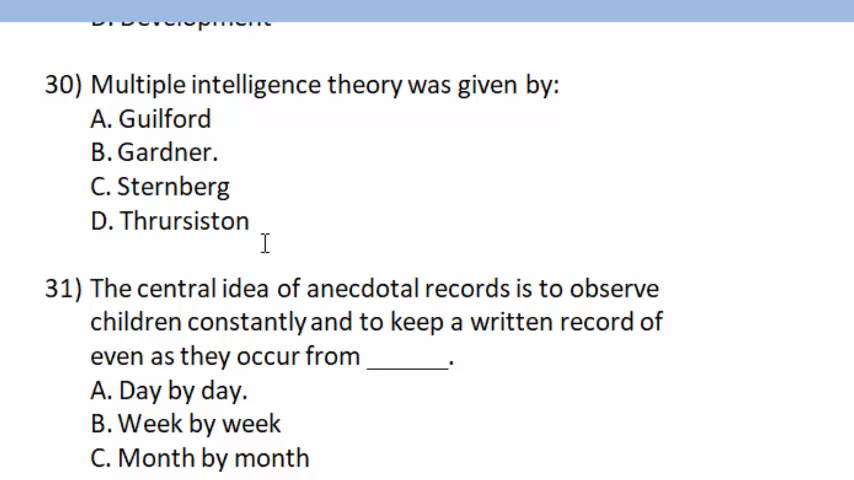 D. Development
30) Multiple intelligence theory was given by:
A. Guilford
B. Gardner.
C. Sternberg
D. Thrursiston
31) The central idea of anecdotal records is to observe
children constantly and to keep a written record of
even as they occur from ______.
A. Day by day.
B. Week by week
C. Month by month